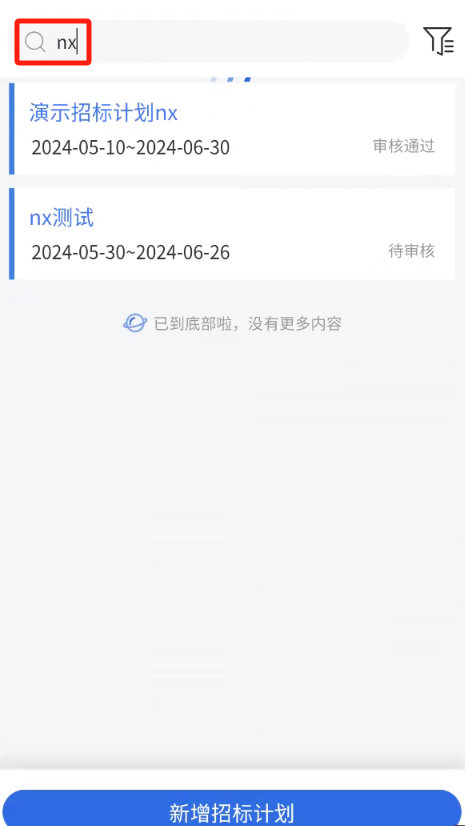 nx
演示招标计划nx
2024-05-10~2024-06-30
审核通过
nx测试
2024-05-30~2024-06-26
待审核
已到底部啦，没有更多内容
新增招标计划